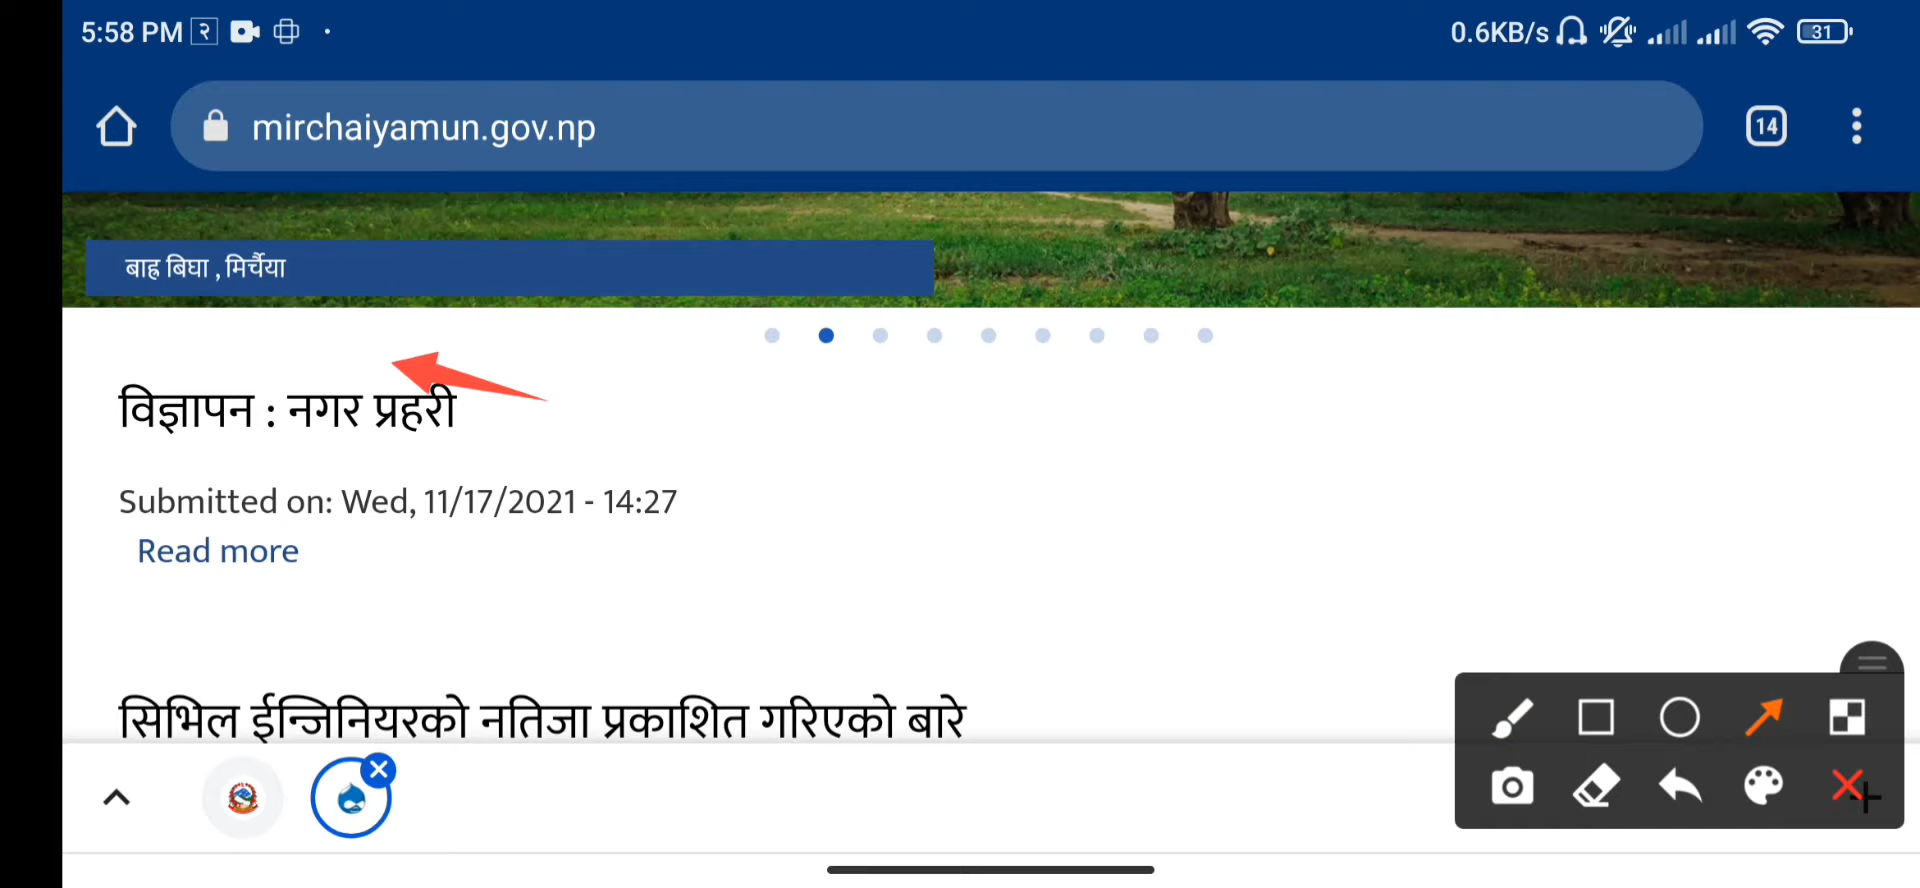 5:58 PM २ 0.6KB/s 31
mirchaiyamun.gov.np 14
बाह्र बिघा , मिर्चैया
विज्ञापन : नगर प्रहरी
Submitted on: Wed, 11/17/2021 - 14:27
Read more
सिभिल ईन्जिनियरको नतिजा प्रकाशित गरिएको बारे